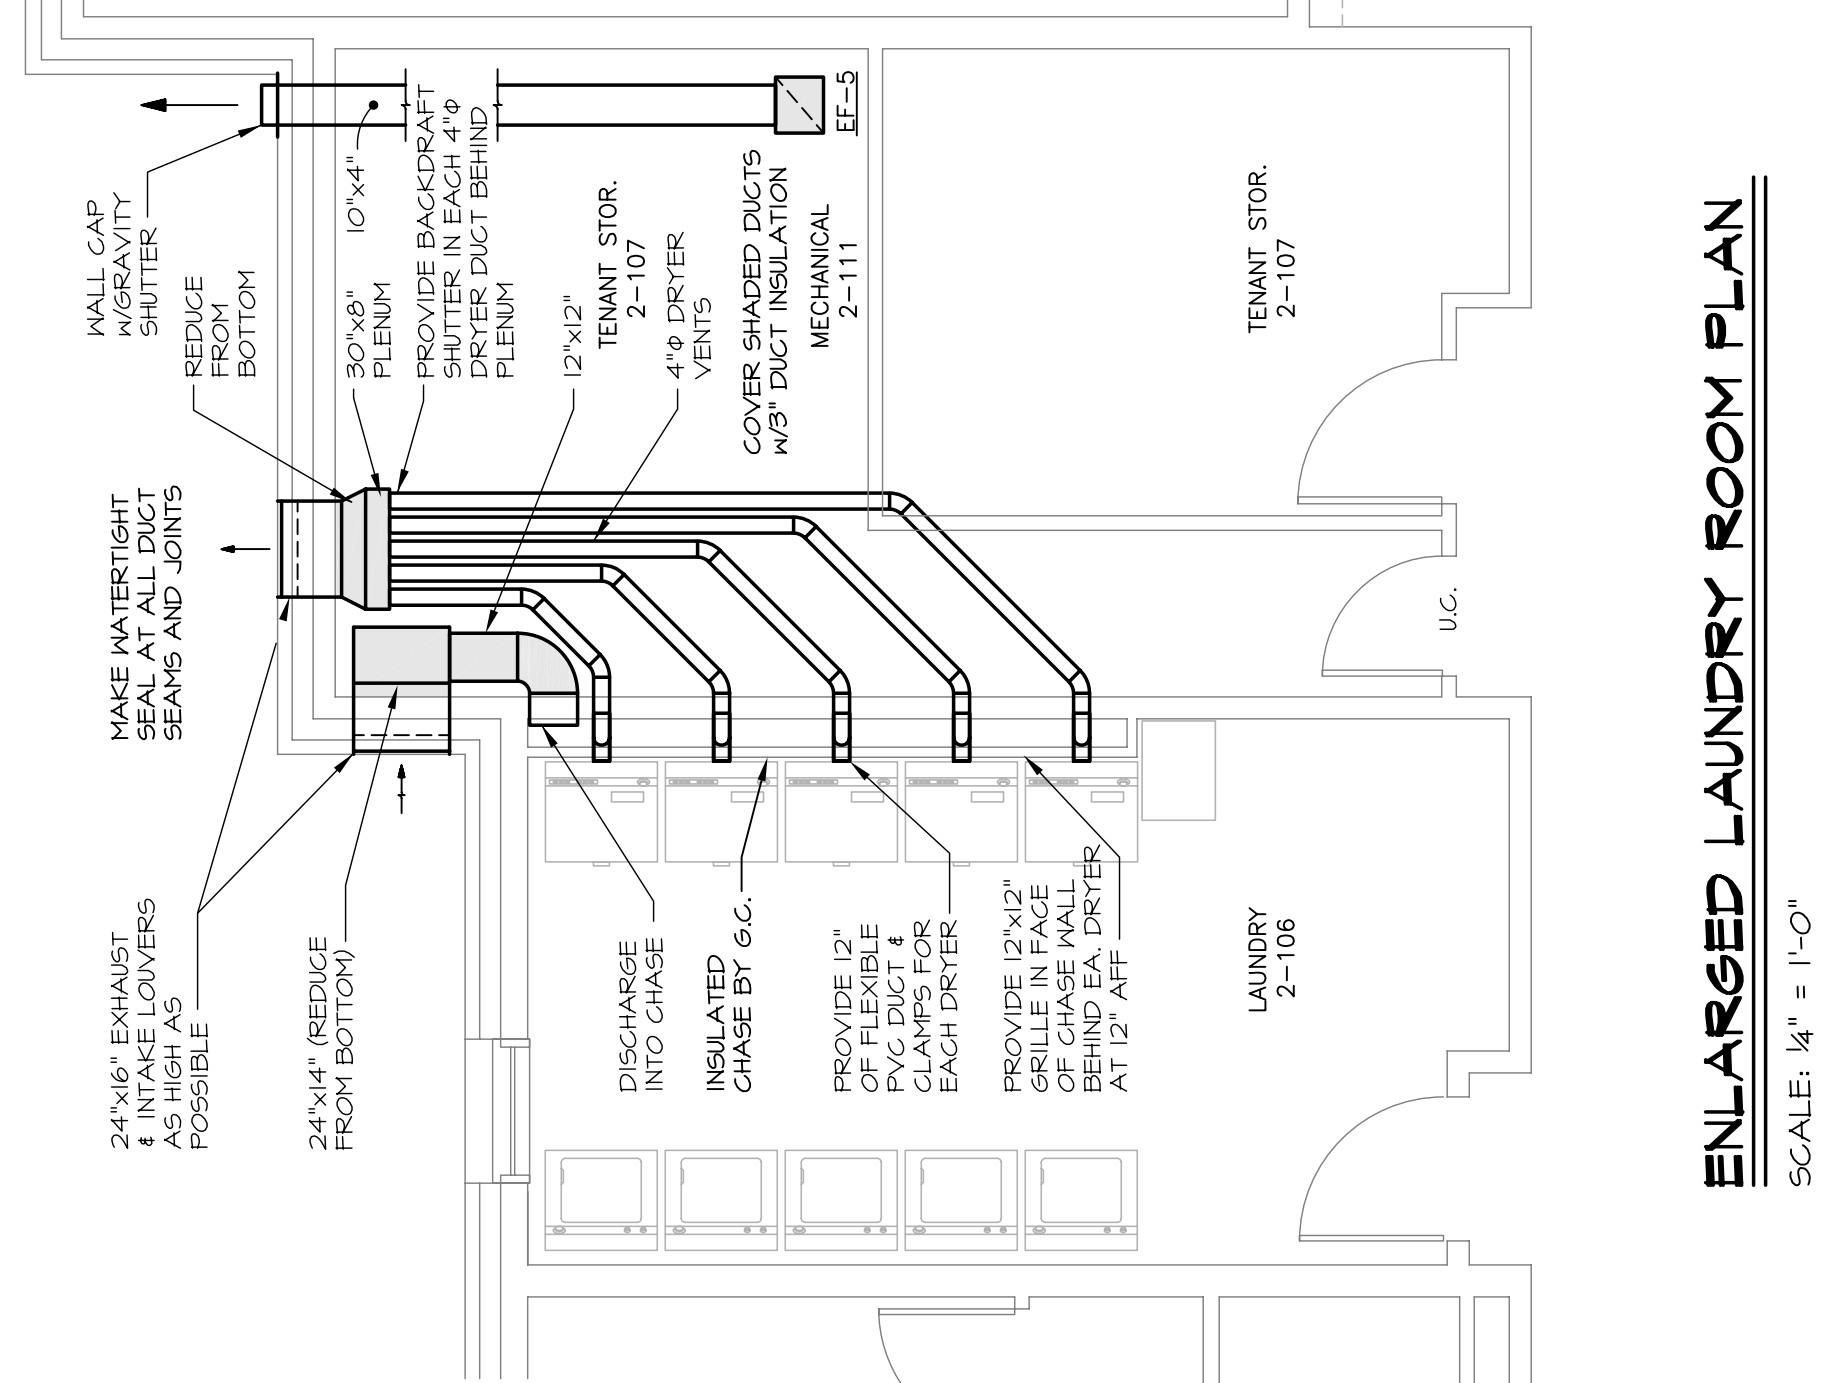 WALL CAP
W/GRAVITY
SHUTTER
REDUCE
FROM
BOTTOM
10"x4"
30"x8"
PLENUM
PROVIDE BACKDRAFT
SHUTTER IN EACH 4"ϕ
DRYER DUCT BEHIND
PLENUM
12"x12"
TENANT STOR.
2-107
4"ϕ DRYER
VENTS
COVER SHADED DUCTS
W/3" DUCT INSULATION
MECHANICAL
2-111
EF-5
TENANT STOR.
2-107
MAKE WATERTIGHT
SEAL AT ALL DUCT
SEAMS AND JOINTS
U.C.
24"x16" EXHAUST
& INTAKE LOUVERS
AS HIGH AS
POSSIBLE
24"x14" (REDUCE
FROM BOTTOM)
DISCHARGE
INTO CHASE
INSULATED
CHASE BY G.C.
PROVIDE 12"
OF FLEXIBLE
PVC DUCT &
CLAMPS FOR
EACH DRYER
PROVIDE 12"x12"
GRILLE IN FACE
OF CHASE WALL
BEHIND EA. DRYER
AT 12" AFF
LAUNDRY
2-106
ENLARGED LAUNDRY ROOM PLAN
SCALE: 1/4" = 1'-0"